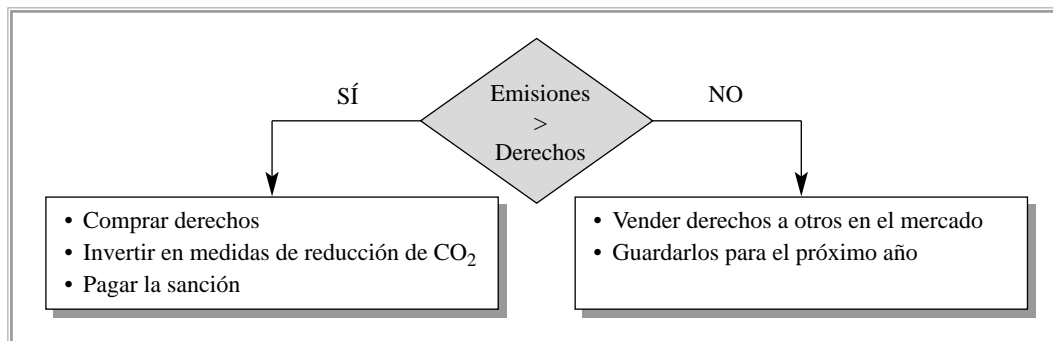 SÍ
Emisiones
>
Derechos
NO
• Comprar derechos
• Invertir en medidas de reducción de CO2
• Pagar la sanción
• Vender derechos a otros en el mercado
• Guardarlos para el próximo año